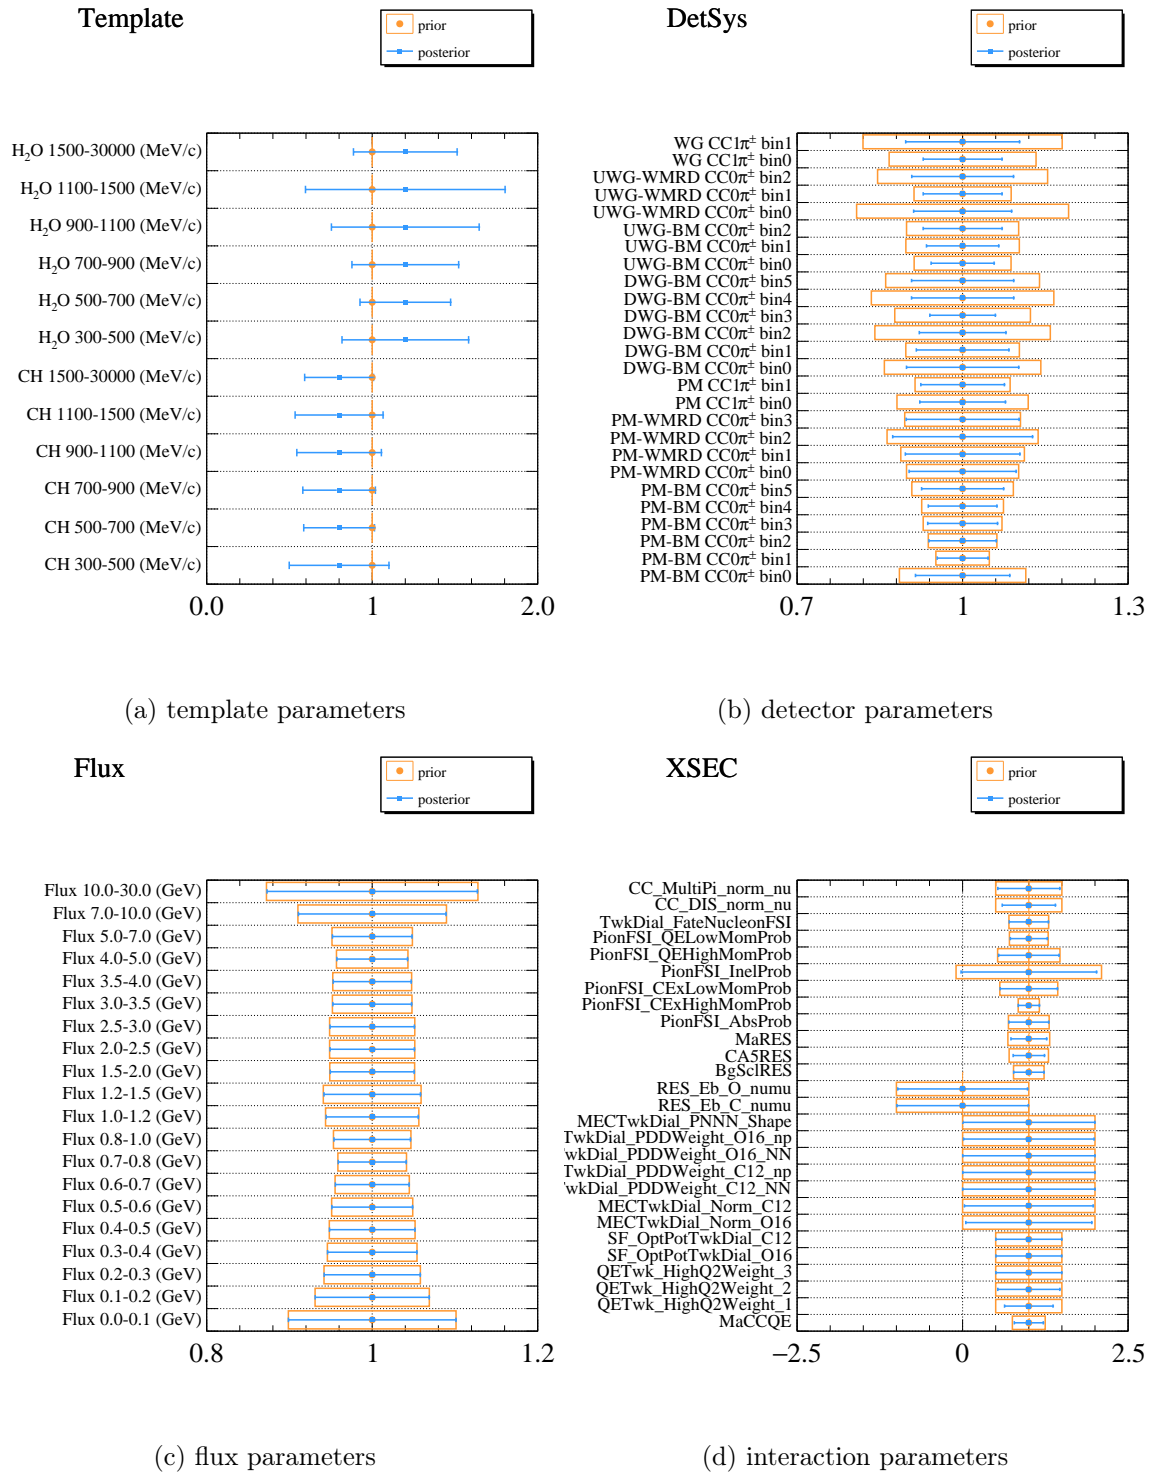 Template
prior
posterior
H₂O 1500-30000 (MeV/c)
H₂O 1100-1500 (MeV/c)
H₂O 900-1100 (MeV/c)
H₂O 700-900 (MeV/c)
H₂O 500-700 (MeV/c)
H₂O 300-500 (MeV/c)
CH 1500-30000 (MeV/c)
CH 1100-1500 (MeV/c)
CH 900-1100 (MeV/c)
CH 700-900 (MeV/c)
CH 500-700 (MeV/c)
CH 300-500 (MeV/c)
0.0 1 2.0
(a) template parameters
DetSys
prior
posterior
WG CC1π± bin1
WG CC1π± bin0
UWG-WMRD CC0π± bin2
UWG-WMRD CC0π± bin1
UWG-WMRD CC0π± bin0
UWG-BM CC0π± bin2
UWG-BM CC0π± bin1
UWG-BM CC0π± bin0
DWG-BM CC0π± bin5
DWG-BM CC0π± bin4
DWG-BM CC0π± bin3
DWG-BM CC0π± bin2
DWG-BM CC0π± bin1
DWG-BM CC0π± bin0
PM CC1π± bin1
PM CC1π± bin0
PM-WMRD CC0π± bin3
PM-WMRD CC0π± bin2
PM-WMRD CC0π± bin1
PM-WMRD CC0π± bin0
PM-BM CC0π± bin5
PM-BM CC0π± bin4
PM-BM CC0π± bin3
PM-BM CC0π± bin2
PM-BM CC0π± bin1
PM-BM CC0π± bin0
0.7 1 1.3
(b) detector parameters
Flux
prior
posterior
Flux 10.0-30.0 (GeV)
Flux 7.0-10.0 (GeV)
Flux 5.0-7.0 (GeV)
Flux 4.0-5.0 (GeV)
Flux 3.5-4.0 (GeV)
Flux 3.0-3.5 (GeV)
Flux 2.5-3.0 (GeV)
Flux 2.0-2.5 (GeV)
Flux 1.5-2.0 (GeV)
Flux 1.2-1.5 (GeV)
Flux 1.0-1.2 (GeV)
Flux 0.8-1.0 (GeV)
Flux 0.7-0.8 (GeV)
Flux 0.6-0.7 (GeV)
Flux 0.5-0.6 (GeV)
Flux 0.4-0.5 (GeV)
Flux 0.3-0.4 (GeV)
Flux 0.2-0.3 (GeV)
Flux 0.1-0.2 (GeV)
Flux 0.0-0.1 (GeV)
0.8 1 1.2
(c) flux parameters
XSEC
prior
posterior
CC_MultiPi_norm_nu
CC_DIS_norm_nu
TwkDial_FateNucleonFSI
PionFSI_QELowMomProb
PionFSI_QEHighMomProb
PionFSI_InelProb
PionFSI_CExLowMomProb
PionFSI_CExHighMomProb
PionFSI_AbsProb
MaRES
CA5RES
BgSclRES
RES_Eb_O_numu
RES_Eb_C_numu
MECTwkDial_PNNN_Shape
TwkDial_PDDWeight_O16_np
wkDial_PDDWeight_O16_NN
TwkDial_PDDWeight_C12_np
wkDial_PDDWeight_C12_NN
MECTwkDial_Norm_C12
MECTwkDial_Norm_O16
SF_OptPotTwkDial_C12
SF_OptPotTwkDial_O16
QETwk_HighQ2Weight_3
QETwk_HighQ2Weight_2
QETwk_HighQ2Weight_1
MaCCQE
−2.5 0 2.5
(d) interaction parameters